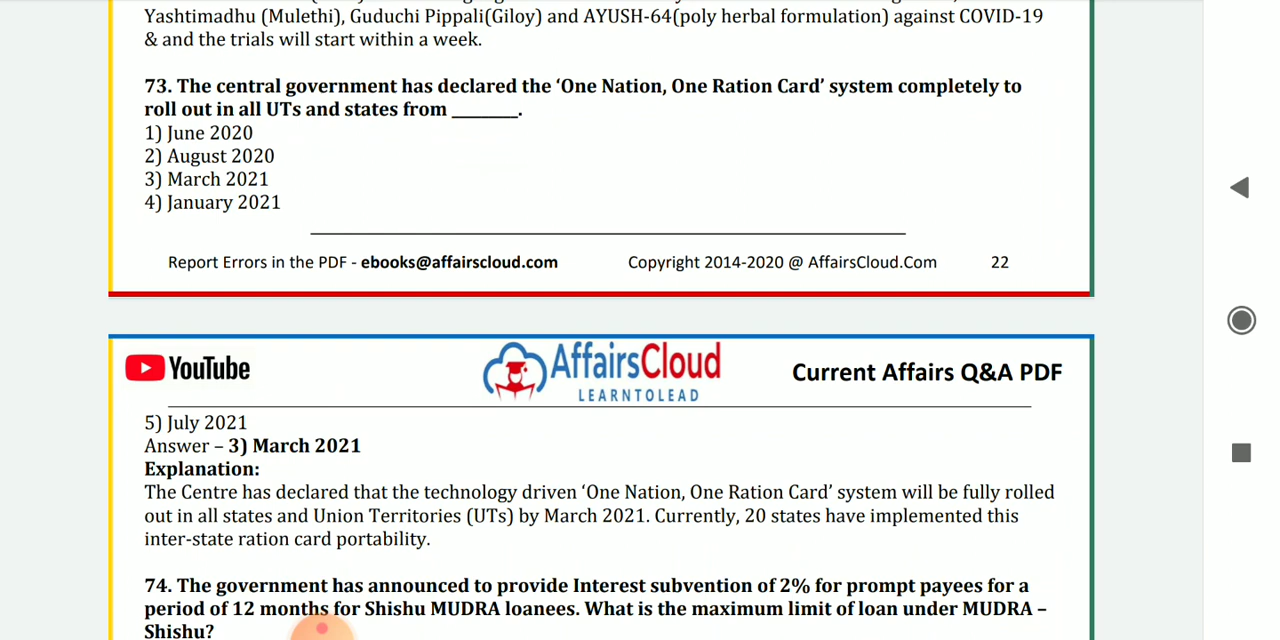 Yashtimadhu (Mulethi), Guduchi Pippali(Giloy) and AYUSH-64(poly herbal formulation) against COVID-19
& and the trials will start within a week.
73. The central government has declared the ‘One Nation, One Ration Card’ system completely to
roll out in all UTs and states from _______.
1) June 2020
2) August 2020
3) March 2021
4) January 2021
Report Errors in the PDF - ebooks@affairscloud.com Copyright 2014-2020 @ AffairsCloud.Com 22
YouTube AffairsCloud Current Affairs Q&A PDF
LEARNTOLEAD
5) July 2021
Answer – 3) March 2021
Explanation:
The Centre has declared that the technology driven ‘One Nation, One Ration Card’ system will be fully rolled
out in all states and Union Territories (UTs) by March 2021. Currently, 20 states have implemented this
inter-state ration card portability.
74. The government has announced to provide Interest subvention of 2% for prompt payees for a
period of 12 months for Shishu MUDRA loanees. What is the maximum limit of loan under MUDRA –
Shishu?